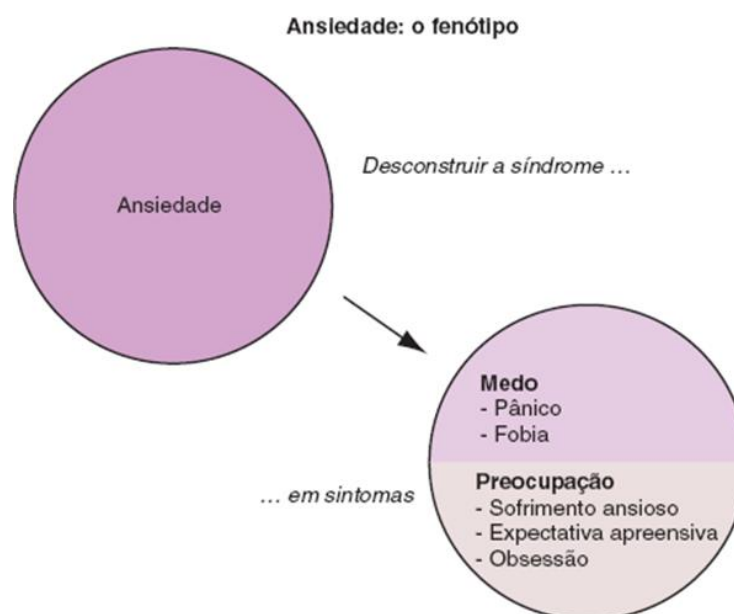 Ansiedade: o fenótipo
Ansiedade
Desconstruir a síndrome ...
Medo
- Pânico
- Fobia
... em sintomas
Preocupação
- Sofrimento ansioso
- Expectativa apreensiva
- Obsessão